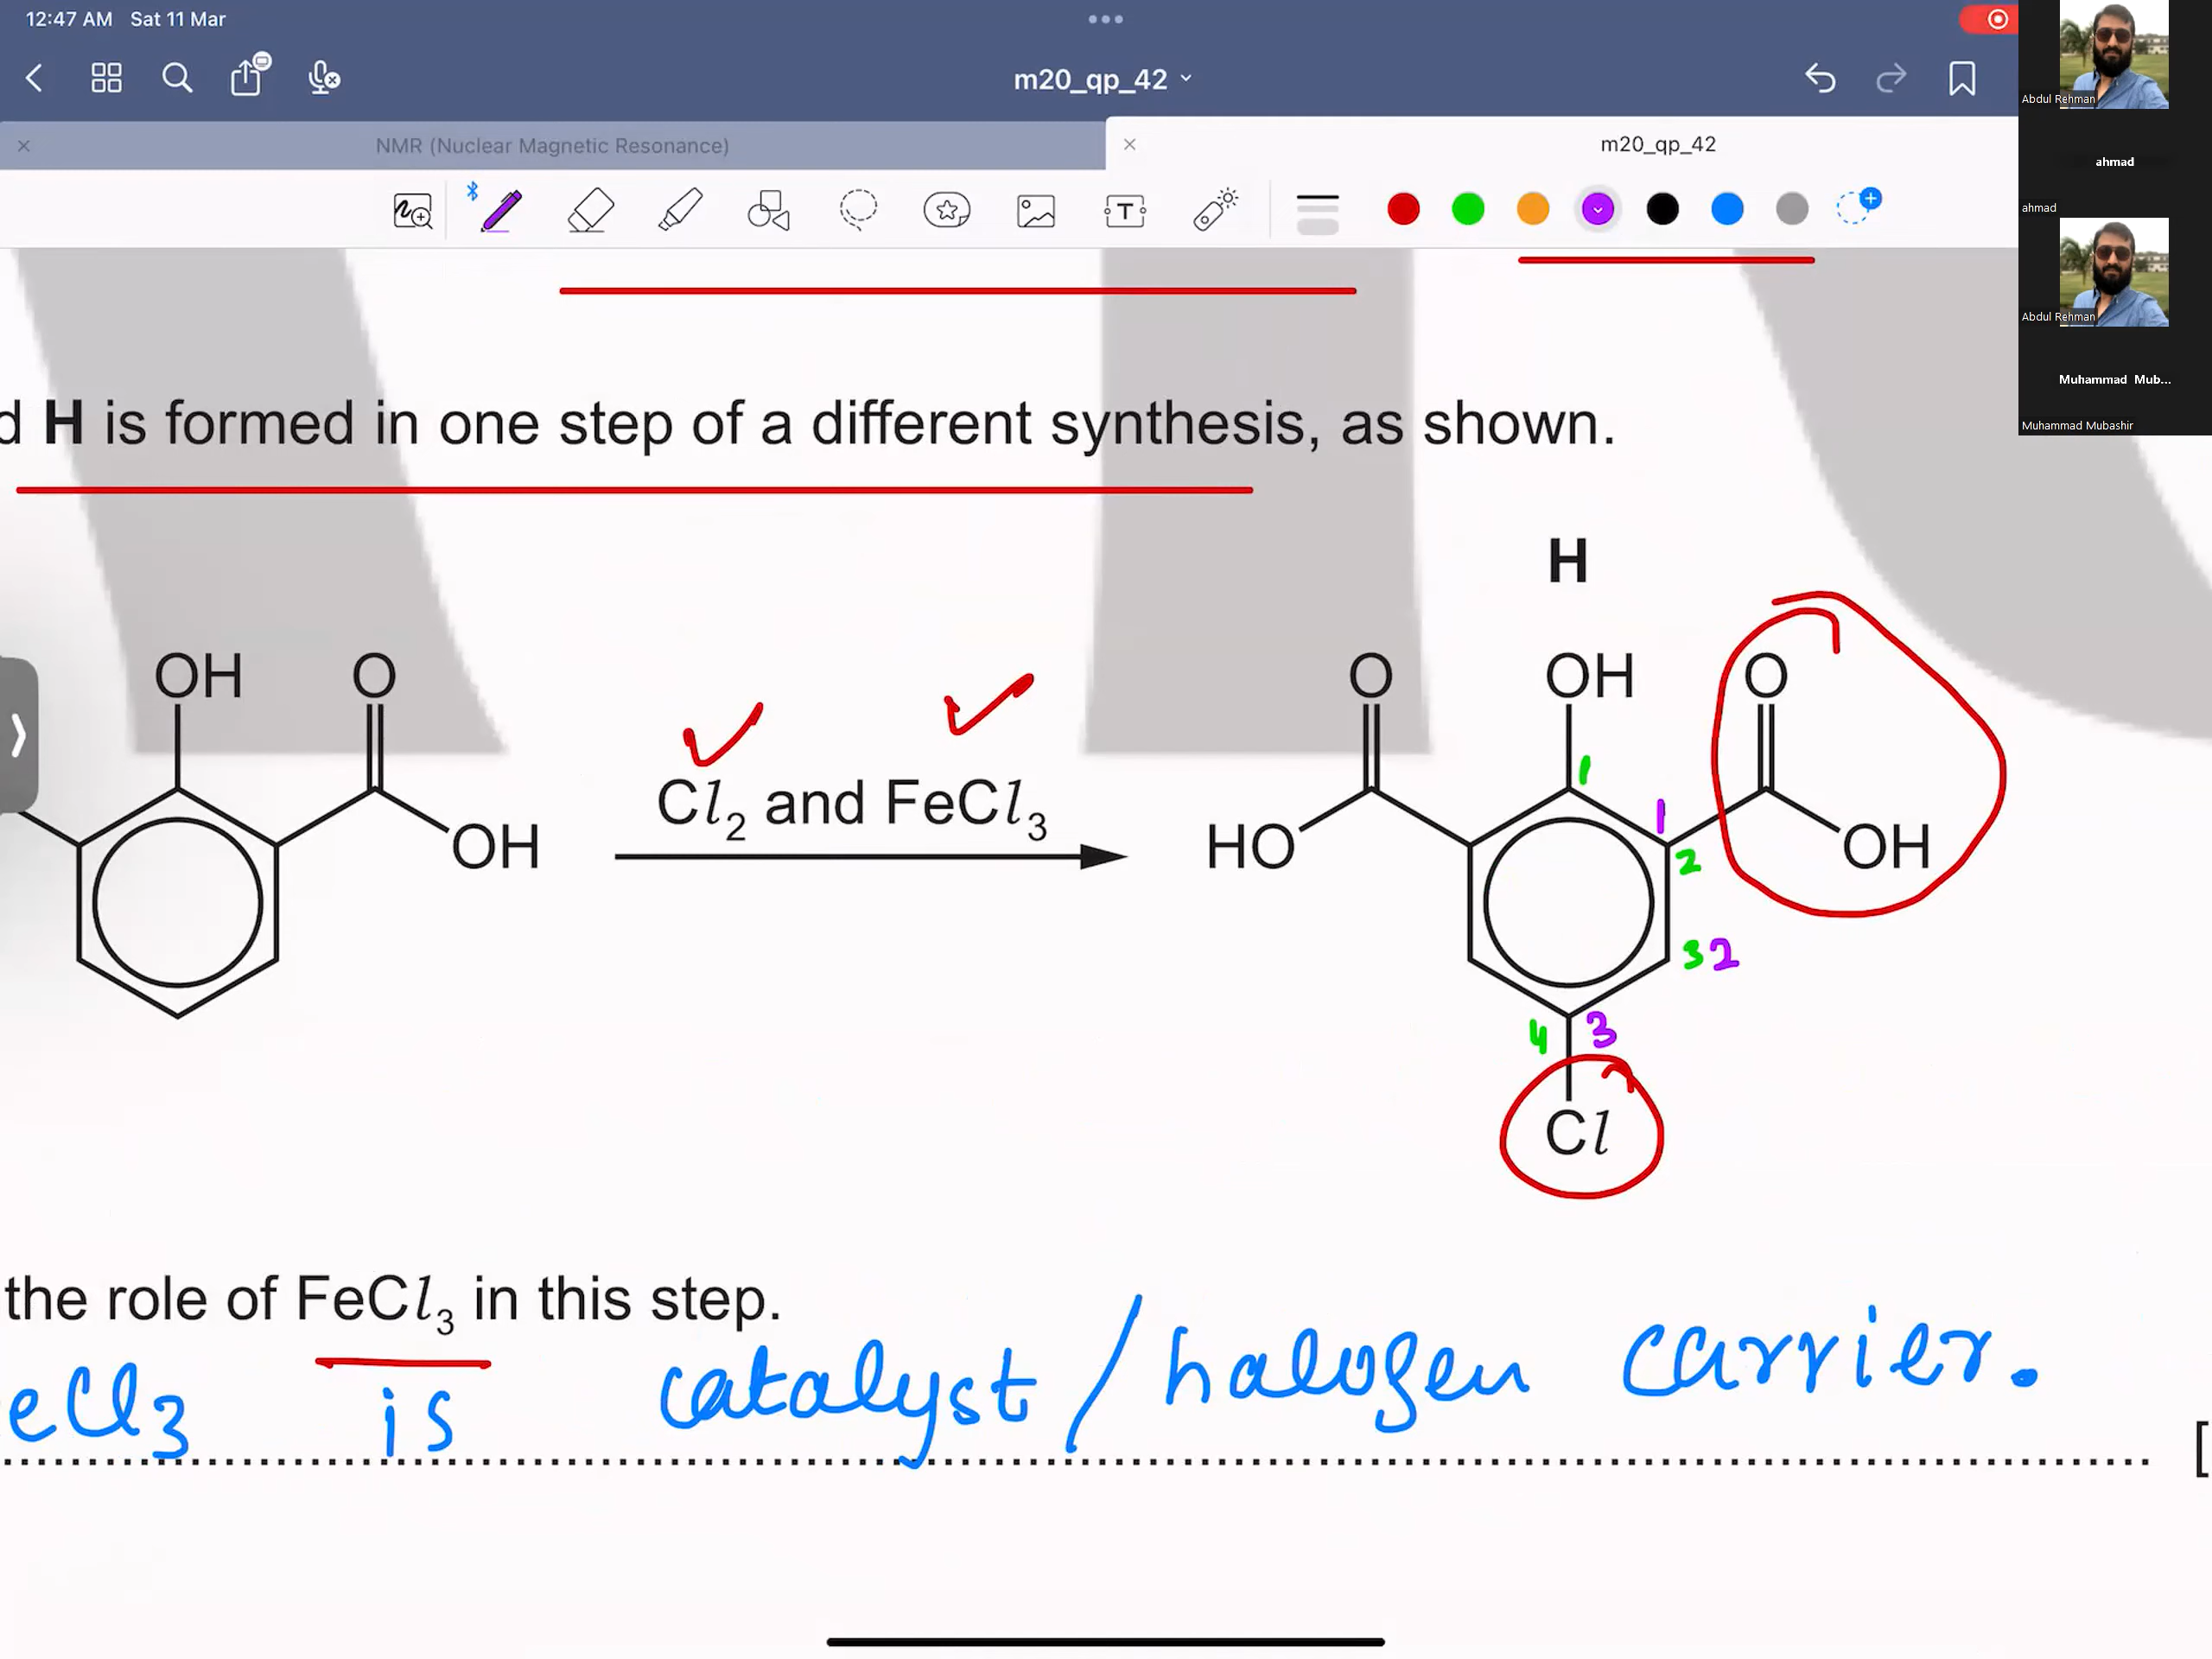 12:47 AM Sat 11 Mar
m20_qp_42
NMR (Nuclear Magnetic Resonance)
m20_qp_42
T
Abdul Rehman
ahmad
ahmad
Abdul Rehman
Muhammad Mub...
Muhammad Mubashir
d H is formed in one step of a different synthesis, as shown.
H
OH O
OH
Cl2 and FeCl3
O OH O
HO OH
1
1
2
3 2
4 3
Cl
the role of FeCl3 in this step.
eCl3 is catalyst / halogen carrier.
[